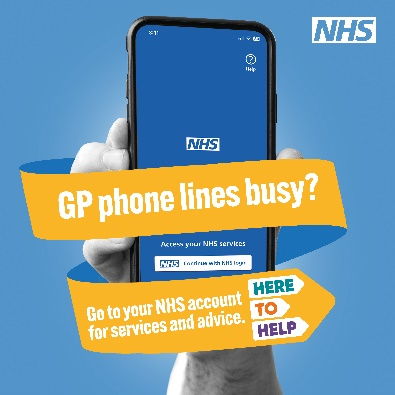 NHS
Help
NHS
GP phone lines busy?
Access your NHS services
NHS Continue with NHS login
Go to your NHS account
for services and advice.
HERE
TO
HELP